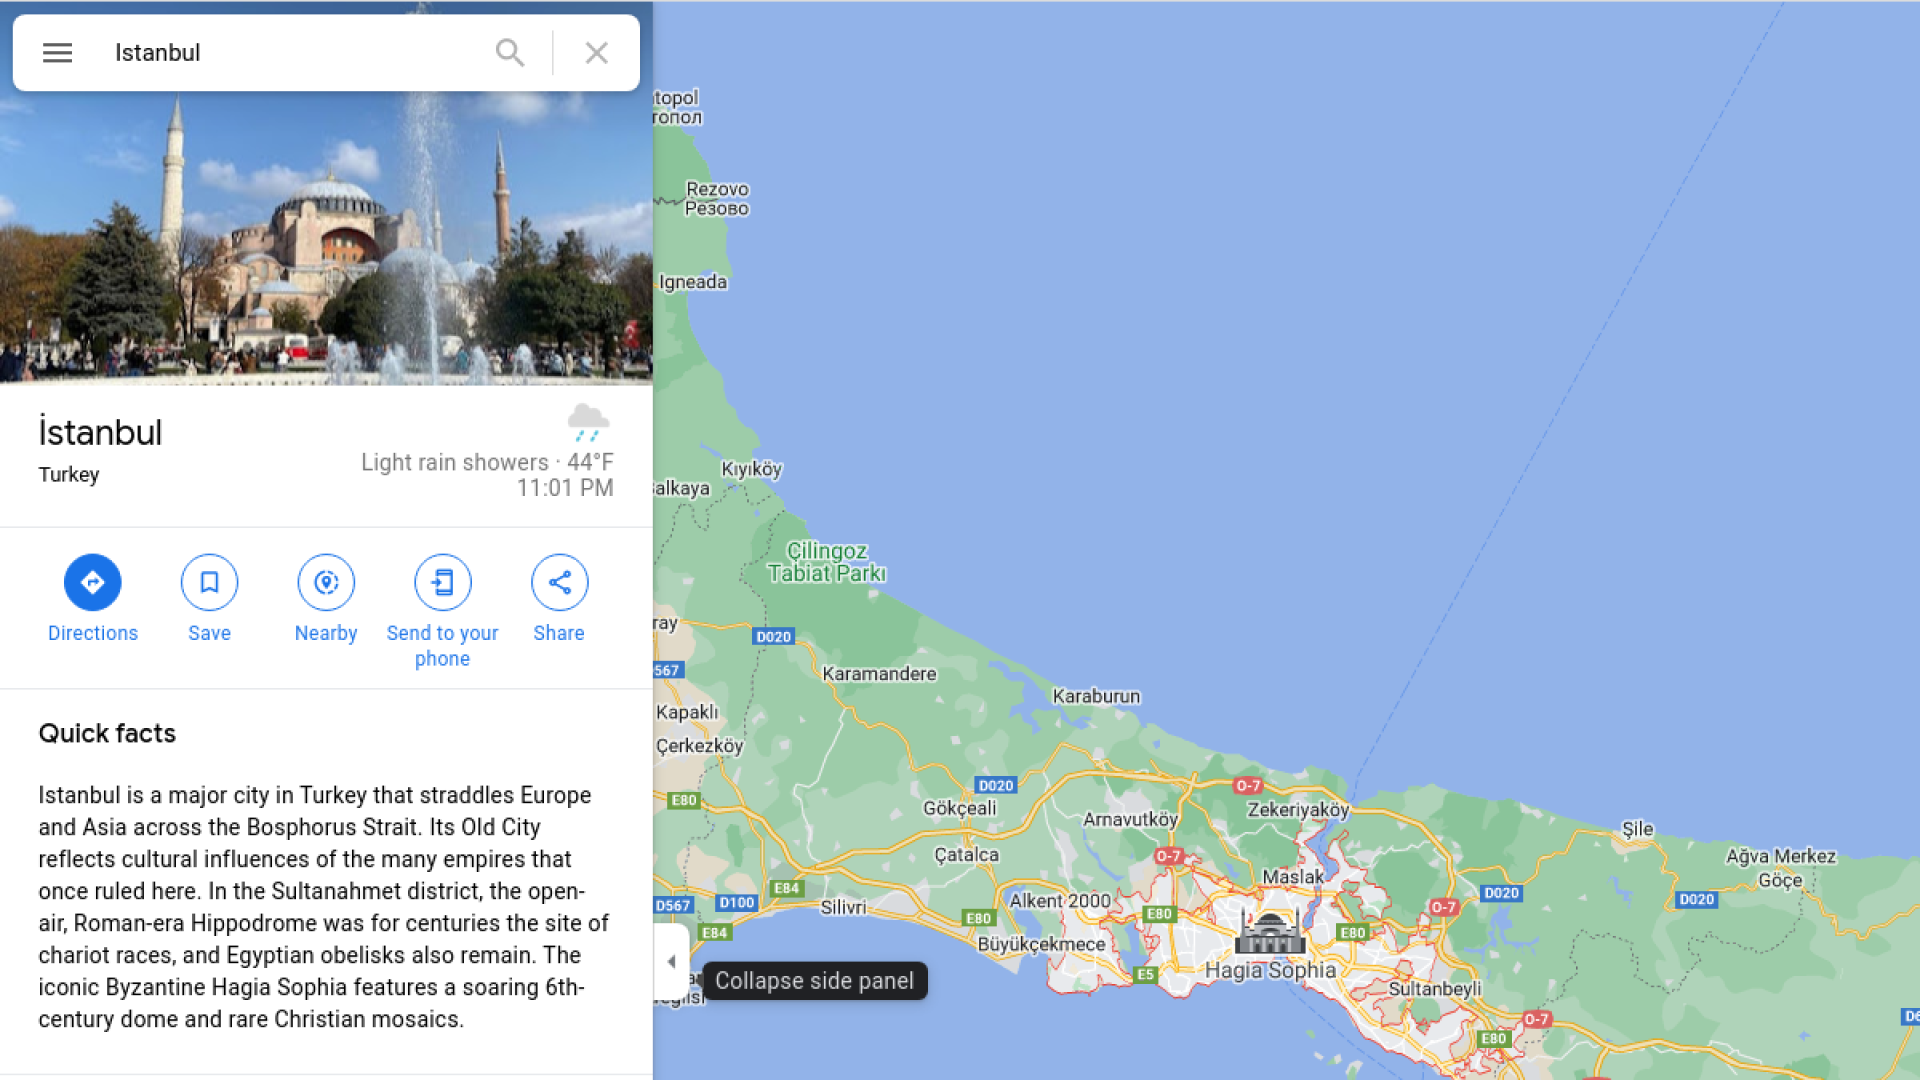 Istanbul
İstanbul
Turkey
Light rain showers · 44°F
11:01 PM
Directions
Save
Nearby
Send to your
phone
Share
Quick facts
Istanbul is a major city in Turkey that straddles Europe
and Asia across the Bosphorus Strait. Its Old City
reflects cultural influences of the many empires that
once ruled here. In the Sultanahmet district, the open-
air, Roman-era Hippodrome was for centuries the site of
chariot races, and Egyptian obelisks also remain. The
iconic Byzantine Hagia Sophia features a soaring 6th-
century dome and rare Christian mosaics.
topol
топол
Rezovo
Резово
Igneada
Kıyıköy
alkaya
Çilingoz
Tabiat Parkı
ray
D020
567
Karamandere
Karaburun
Kapaklı
Çerkezköy
E80
D020
O-7
Gökçeali
Arnavutköy
Zekeriyaköy
Şile
Çatalca
O-7
Ağva Merkez
Göçe
Maslak
E84
D567
D100
Silivri
Alkent 2000
E80
E80
O-7
D020
D020
E84
E80
Büyükçekmece
E5
Hagia Sophia
Collapse side panel
Sultanbeyli
O-7
E80
D6